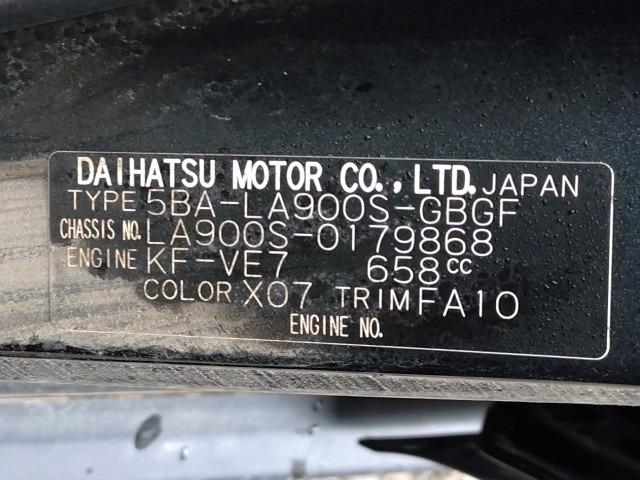 DAIHATSU MOTOR CO., LTD. JAPAN
TYPE 5BA-LA900S-GBGF
CHASSIS NO. LA900S-0179868
ENGINE KF-VE7 658cc
COLOR X07 TRIM FA10
ENGINE NO.